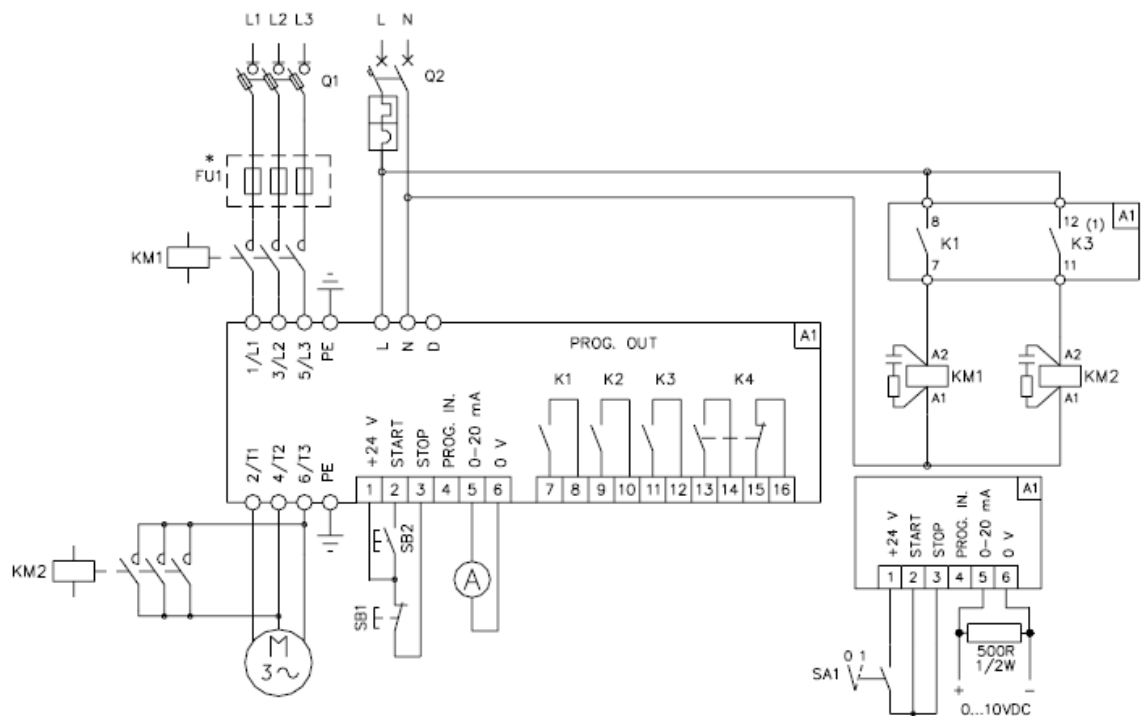 L1 L2 L3
L N
Q1
Q2
*
FU1
KM1
A1
8
12 (1)
K1
K3
7
11
1/L1
3/L2
5/L3
PE
L
N
D
PROG. OUT
A1
A2
KM1
A1
A2
KM2
A1
K1 K2 K3 K4
+24 V
START
STOP
PROG. IN.
0-20 mA
0 V
2/T1
4/T2
6/T3
PE
1 2 3 4 5 6
7 8 9 10 11 12 13 14 15 16
SB2
SB1
A
KM2
M
3~
A1
+24 V
START
STOP
PROG. IN.
0-20 mA
0 V
1 2 3 4 5 6
500R
1/2W
0 1
SA1
+ −
0...10VDC